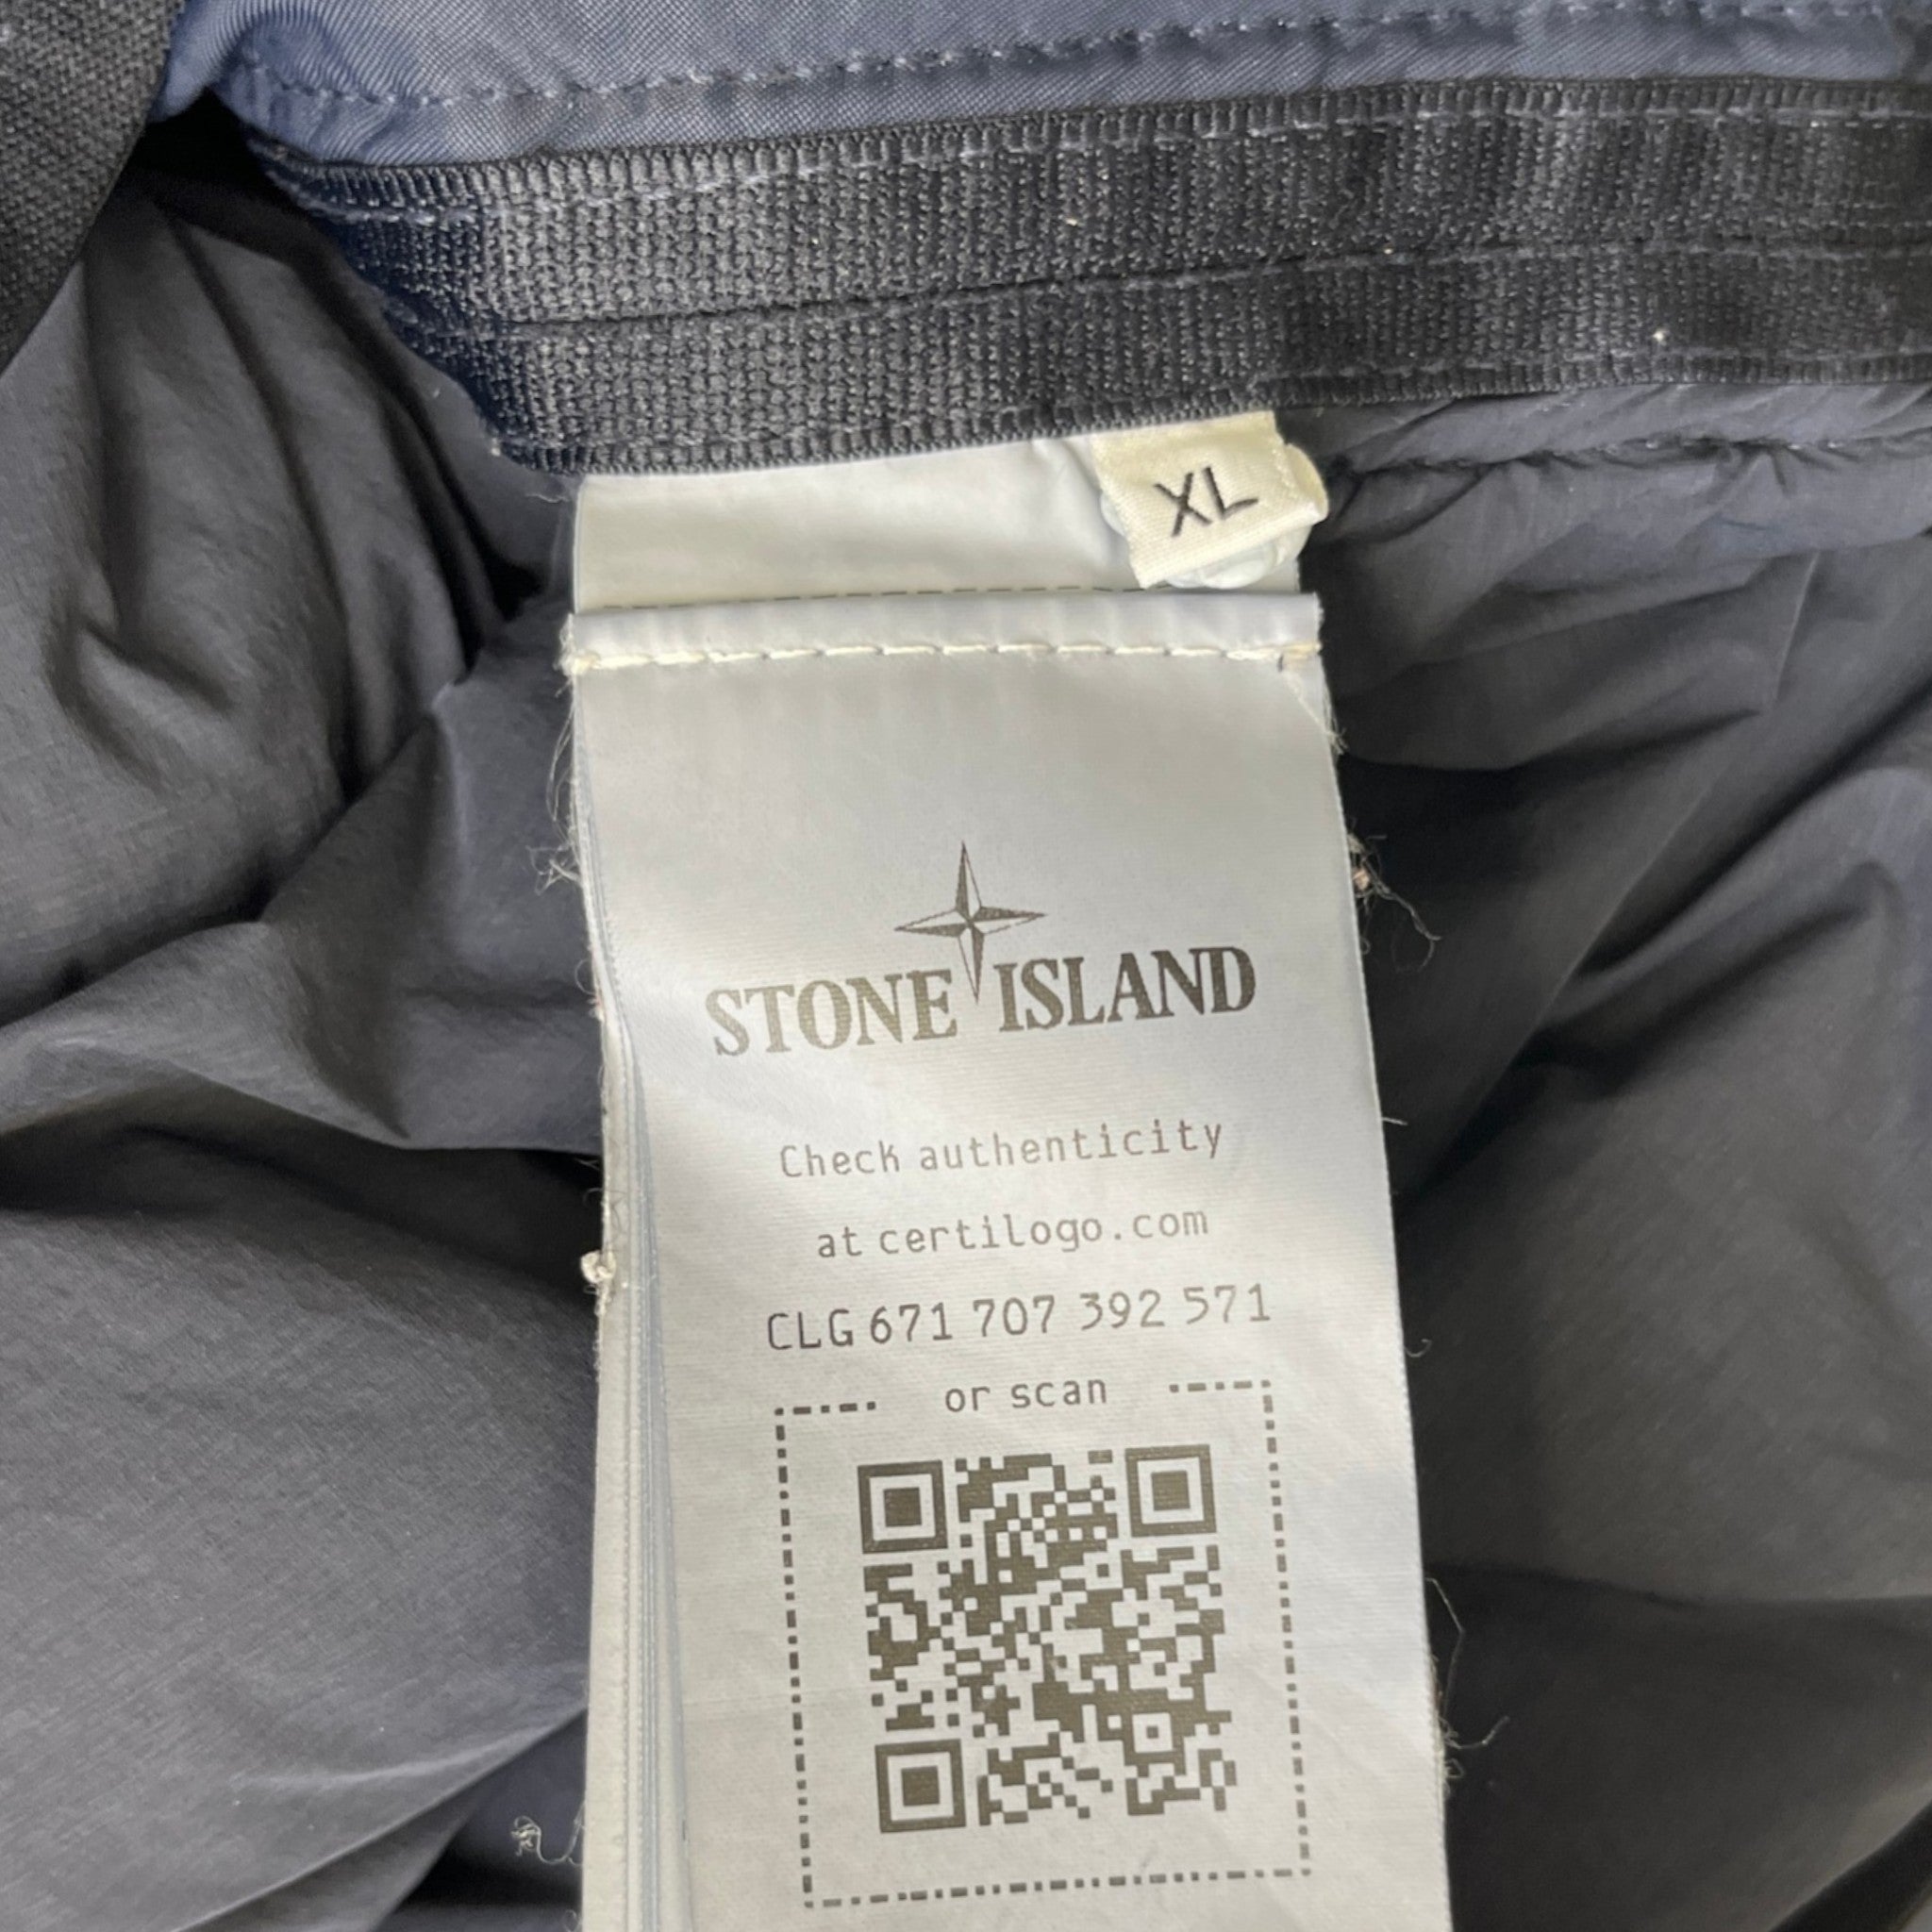 XL
STONE ISLAND
Check authenticity
at certilogo.com
CLG 671 707 392 571
or scan